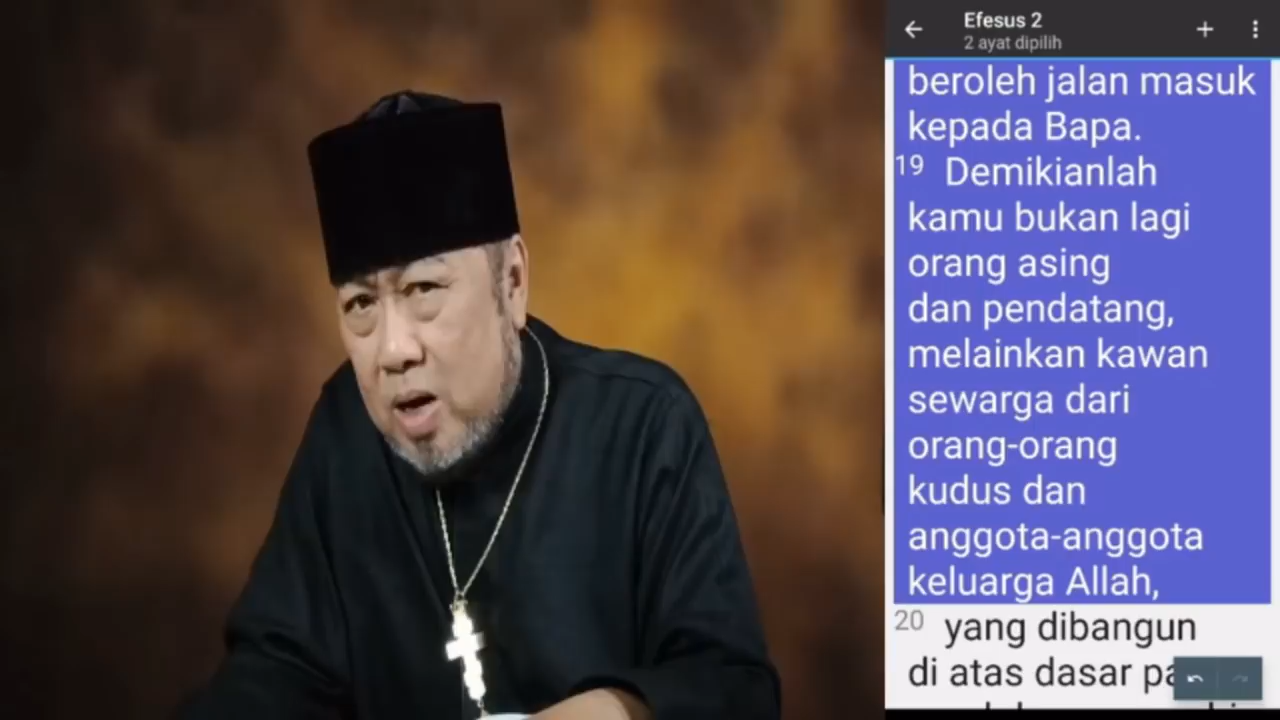 Efesus 2
2 ayat dipilih
beroleh jalan masuk
kepada Bapa.
19 Demikianlah
kamu bukan lagi
orang asing
dan pendatang,
melainkan kawan
sewarga dari
orang-orang
kudus dan
anggota-anggota
keluarga Allah,
20 yang dibangun
di atas dasar